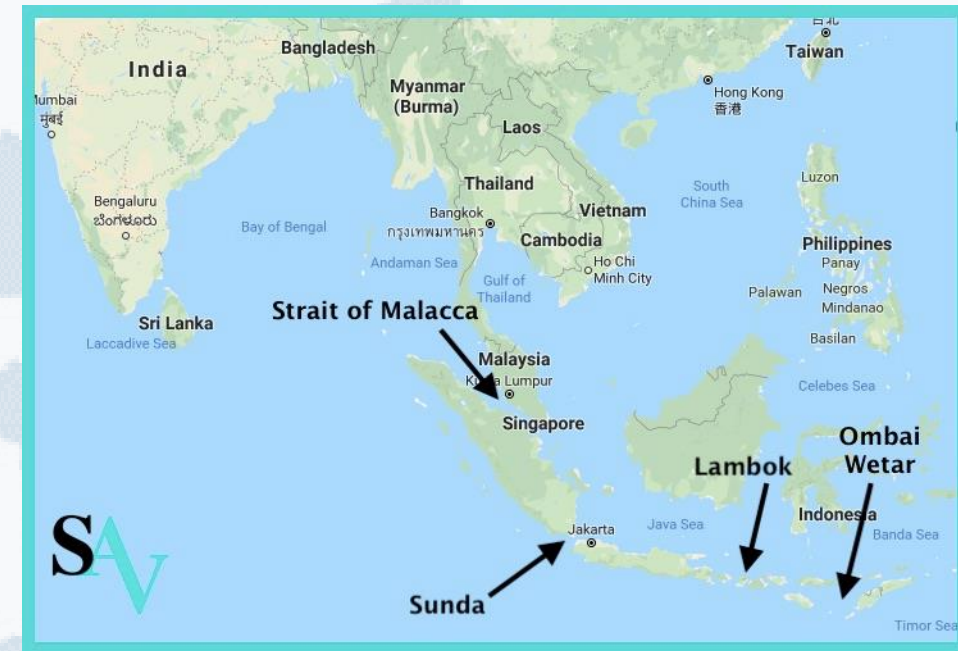 台北
Taiwan
Bangladesh
India
Myanmar
(Burma)
Hong Kong
香港
umbai
मुंबई
Laos
Luzon
Thailand
South
China Sea
Bengaluru
ಬೆಂಗಳೂರು
Bay of Bengal
Bangkok
กรุงเทพมหานคร
Vietnam
Cambodia
Philippines
Panay
Andaman Sea
Ho Chi
Minh City
Gulf of
Thailand
Palawan
Negros
Mindanao
Strait of Malacca
Sri Lanka
Laccadive Sea
Basilan
Malaysia
Kuala Lumpur
Celebes Sea
Singapore
Ombai
Wetar
Lambok
Indonesia
Jakarta
Java Sea
Banda Sea
SAV
Sunda
Timor Sea